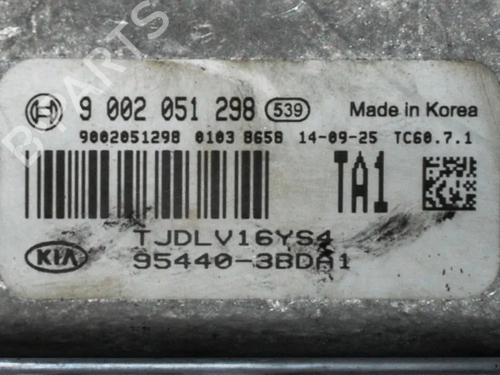 9 002 051 298 539 Made in Korea
9002051298 0103 8658 14-09-25 TC60.7.1
TA1
TJDLV16YS4
KIA 95440-3BDA1
B PARTS